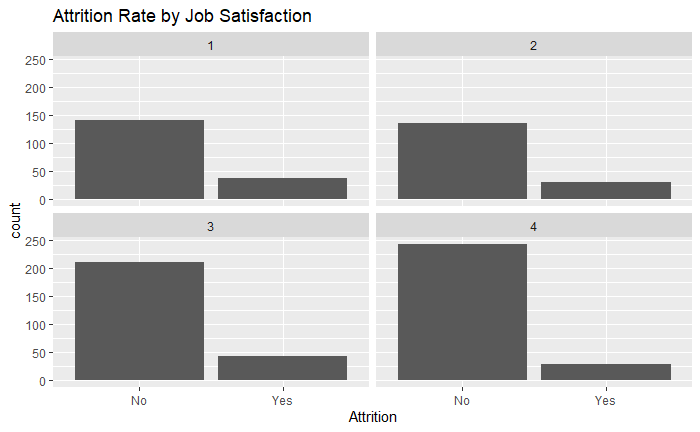 Attrition Rate by Job Satisfaction
1
2
250
200
150
100
50
0
3
4
250
200
150
100
50
0
count
No
Yes
No
Yes
Attrition